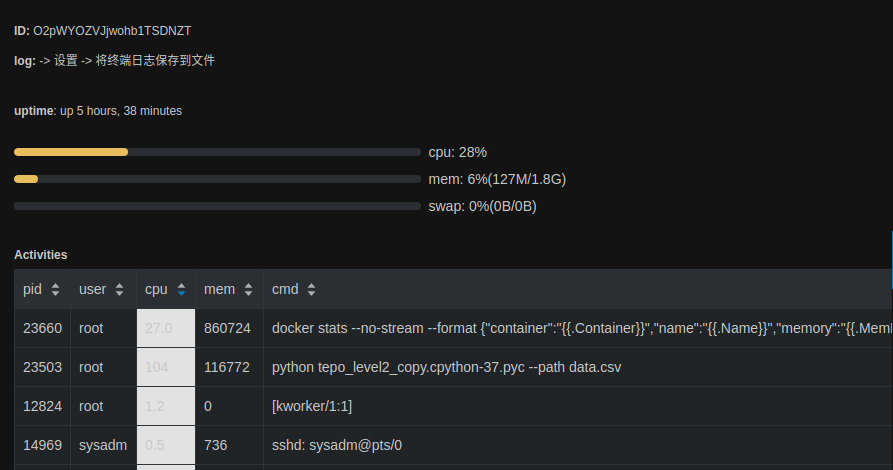 ID: O2pWYOZVJjwohb1TSDNZT
log: -> 设置 -> 将终端日志保存到文件
uptime: up 5 hours, 38 minutes
cpu: 28%
mem: 6%(127M/1.8G)
swap: 0%(0B/0B)
Activities
pid user cpu mem cmd
23660 root 27.0 860724 docker stats --no-stream --format {"container":"{{.Container}}","name":"{{.Name}}","memory":"{{.Meml
23503 root 104 116772 python tepo_level2_copy.cpython-37.pyc --path data.csv
12824 root 1.2 0 [kworker/1:1]
14969 sysadm 0.5 736 sshd: sysadm@pts/0